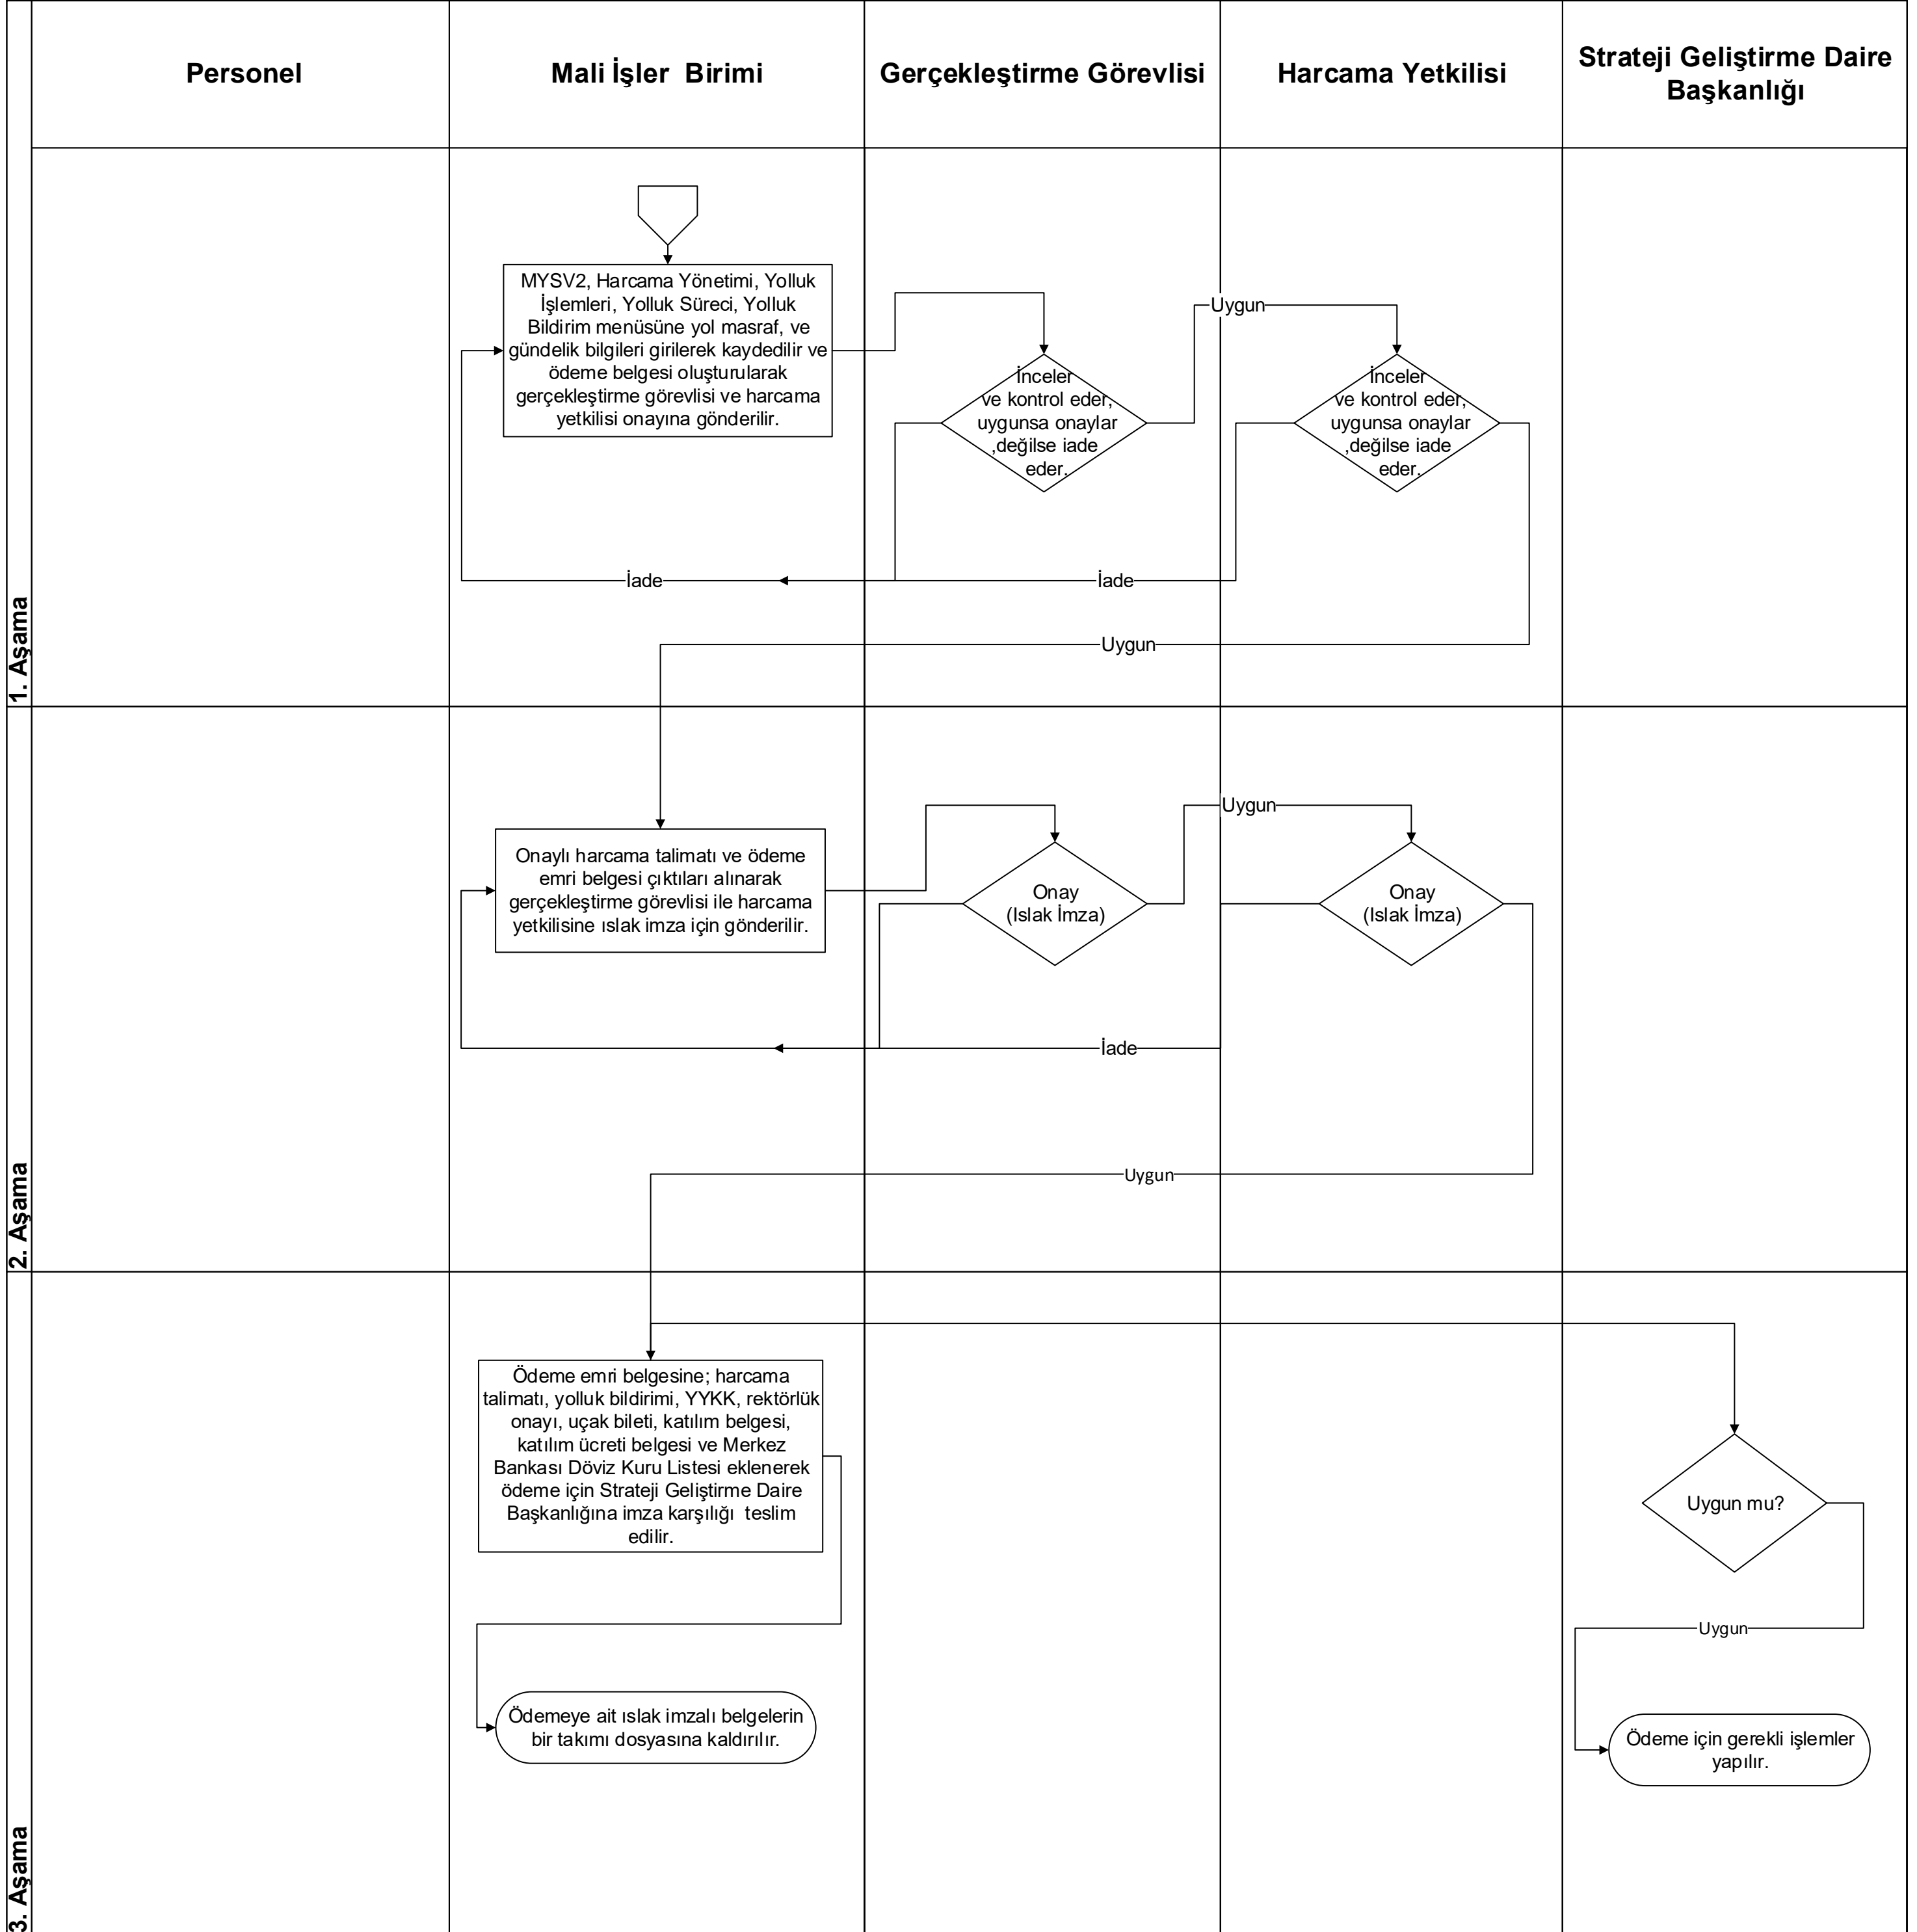 Personel
Mali İşler  Birimi
Gerçekleştirme Görevlisi
Harcama Yetkilisi
Strateji Geliştirme Daire
Başkanlığı
1. Aşama
MYSV2, Harcama Yönetimi, Yolluk
İşlemleri, Yolluk Süreci, Yolluk
Bildirim menüsüne yol masraf, ve
gündelik bilgileri girilerek kaydedilir ve
ödeme belgesi oluşturularak
gerçekleştirme görevlisi ve harcama
yetkilisi onayına gönderilir.
İnceler
ve kontrol eder,
uygunsa onaylar
,değilse iade
eder.
Uygun
İnceler
ve kontrol eder,
uygunsa onaylar
,değilse iade
eder.
İade
İade
Uygun
2. Aşama
Onaylı harcama talimatı ve ödeme
emri belgesi çıktıları alınarak
gerçekleştirme görevlisi ile harcama
yetkilisine ıslak imza için gönderilir.
Onay
(Islak İmza)
Uygun
Onay
(Islak İmza)
İade
Uygun
3. Aşama
Ödeme emri belgesine; harcama
talimatı, yolluk bildirimi, YYKK, rektörlük
onayı, uçak bileti, katılım belgesi,
katılım ücreti belgesi ve Merkez
Bankası Döviz Kuru Listesi eklenerek
ödeme için Strateji Geliştirme Daire
Başkanlığına imza karşılığı  teslim
edilir.
Uygun mu?
Uygun
Ödemeye ait ıslak imzalı belgelerin
bir takımı dosyasına kaldırılır.
Ödeme için gerekli işlemler
yapılır.